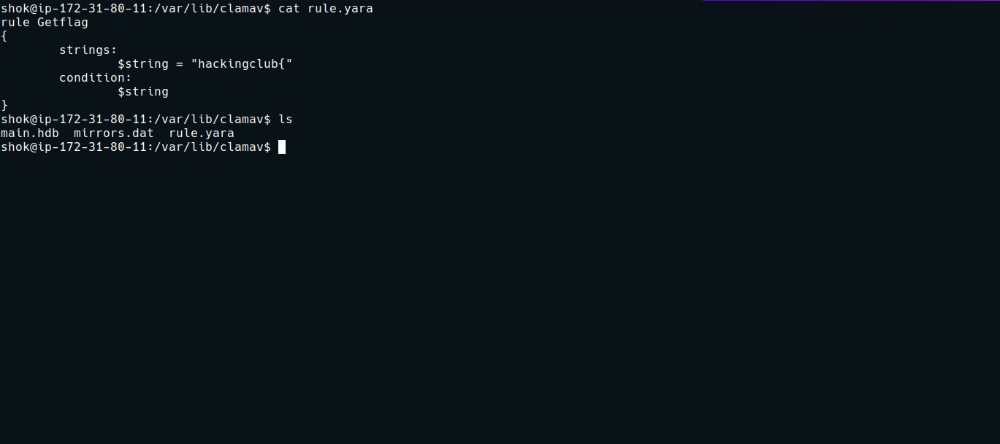 shok@ip-172-31-80-11:/var/lib/clamav$ cat rule.yara
rule Getflag
{
        strings:
                $string = "hackingclub{"
        condition:
                $string
}
shok@ip-172-31-80-11:/var/lib/clamav$ ls
main.hdb  mirrors.dat  rule.yara
shok@ip-172-31-80-11:/var/lib/clamav$